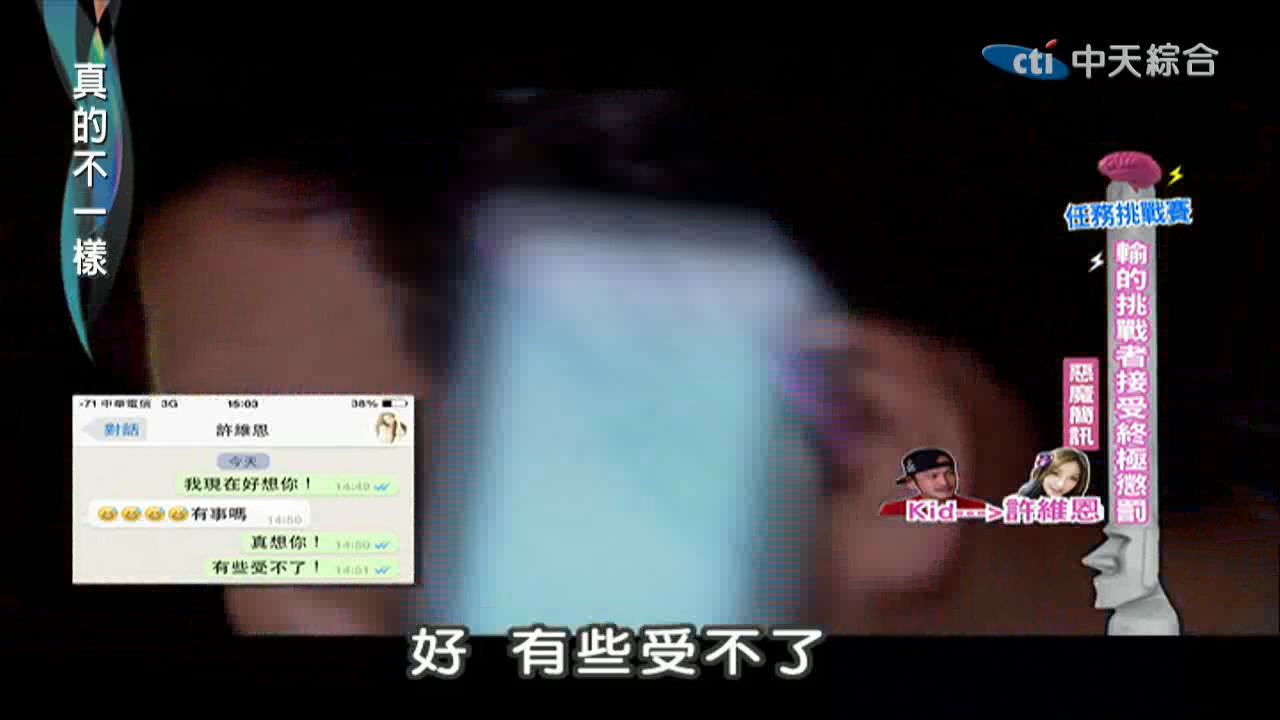 真的不一樣
cti 中天綜合
任務挑戰賽
輸的挑戰者接受終極懲罰
惡魔簡訊
Kid--->許維恩
-71 中華電信 3G 15:03 38%
對話 許維恩
今天
我現在好想你！ 14:49
😅😅😅😅有事嗎 14:50
真想你！ 14:50
有些受不了！ 14:51
好 有些受不了